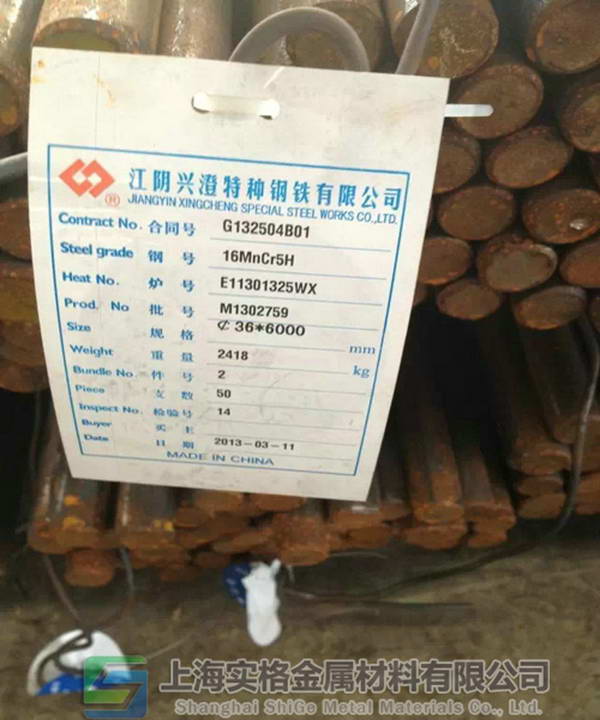 江阴兴澄特种钢铁有限公司
®
JIANGYIN XINGCHENG SPECIAL STEEL WORKS CO.,LTD.
Contract No. 合同号 G132504B01
Steel grade 钢 号 16MnCr5H
Heat No. 炉 号 E11301325WX
Prod. No 批 号 M1302759
Size 规 格 ₵ 36*6000 mm
Weight 重 量 2418 kg
Bundle No. 件 号 2
Piece 支 数 50
Inspect No. 检验号 14
Buyer 买 主
Date 日 期 2013-03-11
MADE IN CHINA
上海实格金属材料有限公司
Shanghai ShiGe Metal Materials Co., Ltd.